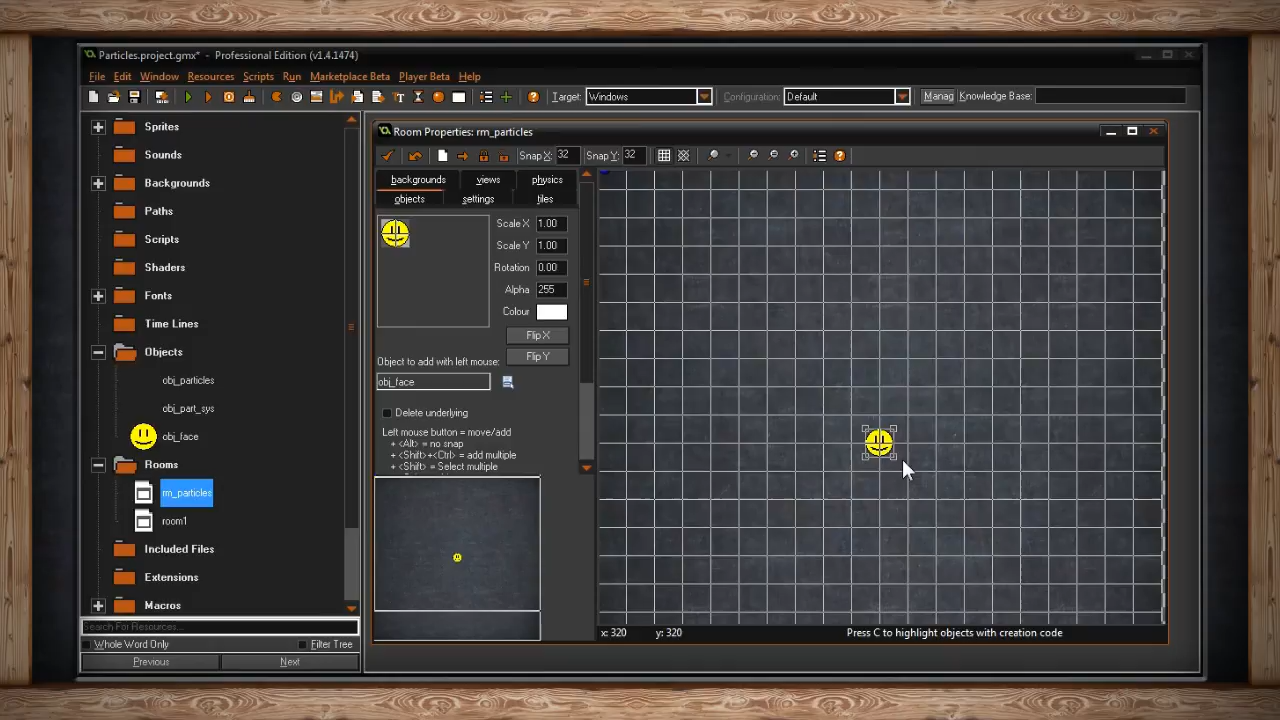 Particles.project.gmx* - Professional Edition (v1.4.1474)
File Edit Window Resources Scripts Run Marketplace Beta Player Beta Help
Target: Windows Configuration: Default Manag Knowledge Base:
Sprites
Sounds
Backgrounds
Paths
Scripts
Shaders
Fonts
Time Lines
Objects
obj_particles
obj_part_sys
obj_face
Rooms
rm_particles
room1
Included Files
Extensions
Macros
Search For Resources...
Whole Word Only Filter Tree
Previous Next
Room Properties: rm_particles
Snap X: 32 Snap Y: 32
backgrounds views physics
objects settings tiles
Scale X 1.00
Scale Y 1.00
Rotation 0.00
Alpha 255
Colour
Flip X
Flip Y
Object to add with left mouse:
obj_face
Delete underlying
Left mouse button = move/add
+ <Alt> = no snap
+ <Shift>+<Ctrl> = add multiple
+ <Shift> = Select multiple
x: 320 y: 320 Press C to highlight objects with creation code